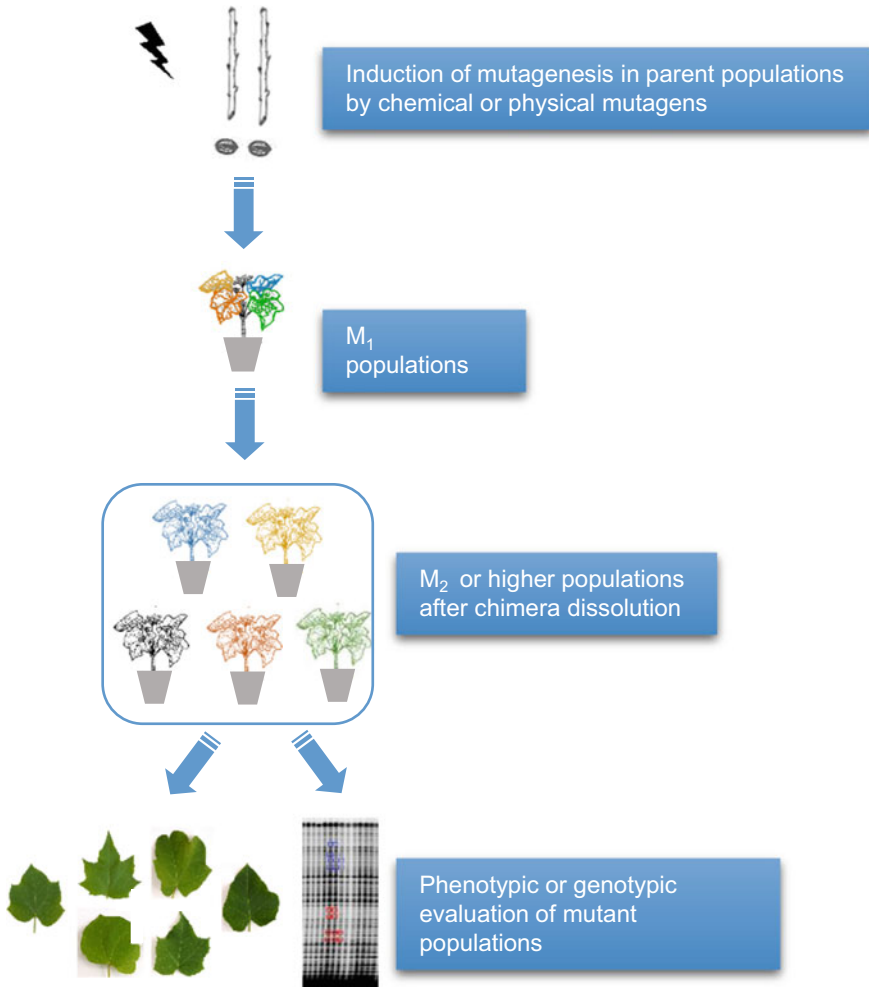 Induction of mutagenesis in parent populations
by chemical or physical mutagens
M₁
populations
M₂ or higher populations
after chimera dissolution
Phenotypic or genotypic
evaluation of mutant
populations